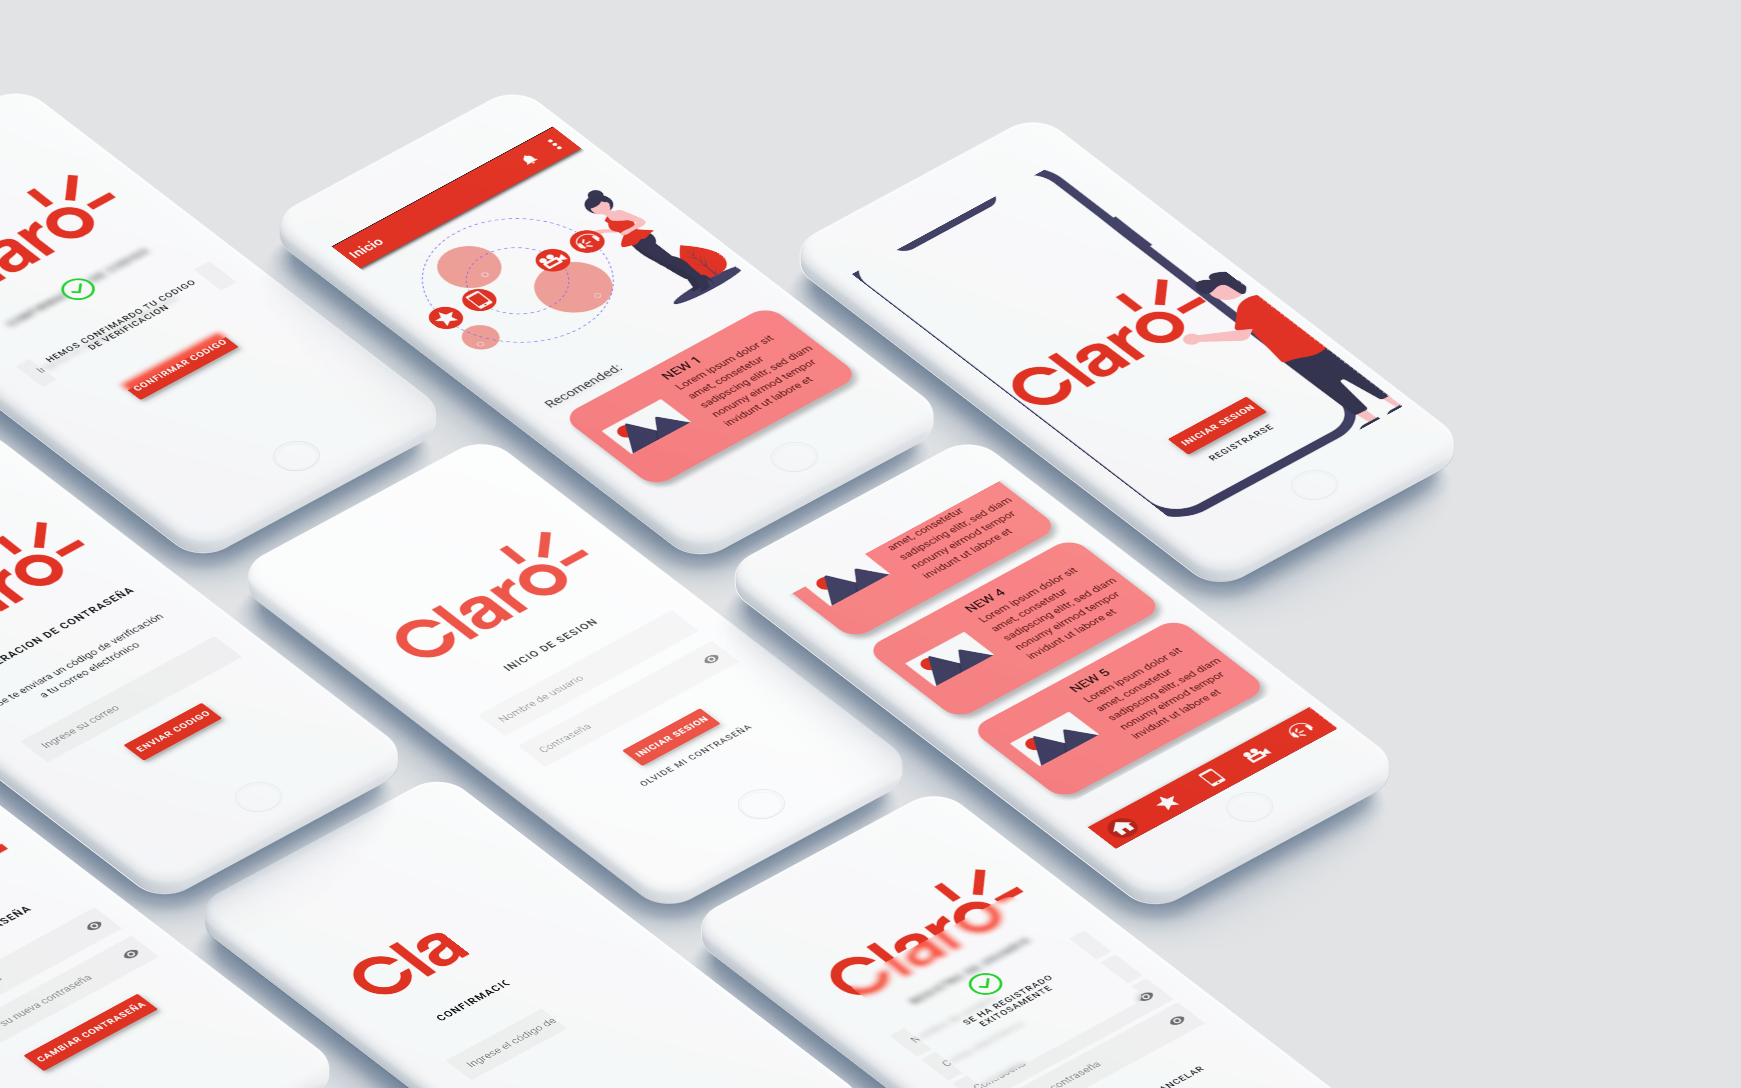 laro
HEMOS CONFIMARDO TU CODIGO
DE VERIFICACION
CONFIRMAR CODIGO
Inicio
Recomended:
NEW 1
Lorem ipsum dolor sit
amet, consetetur
sadipscing elitr, sed diam
nonumy eirmod tempor
invidunt ut labore et
Claro
INICIAR SESION
REGISTRARSE
ro
ERACION DE CONTRASEÑA
se te enviara un código de verificación
a tu correo electrónico
Ingrese su correo
ENVIAR CODIGO
Claro
INICIO DE SESION
Nombre de usuario
Contraseña
INICIAR SESION
OLVIDE MI CONTRASEÑA
amet, consetetur
sadipscing elitr, sed diam
nonumy eirmod tempor
invidunt ut labore et
NEW 4
Lorem ipsum dolor sit
amet, consetetur
sadipscing elitr, sed diam
nonumy eirmod tempor
invidunt ut labore et
NEW 5
Lorem ipsum dolor sit
amet, consetetur
sadipscing elitr, sed diam
nonumy eirmod tempor
invidunt ut labore et
SEÑA
su nueva contraseña
CAMBIAR CONTRASEÑA
Cla
CONFIRMACIC
Ingrese el código de
Claro
SE HA REGISTRADO
EXITOSAMENTE
N
C
Contraseña
contraseña
ANCELAR